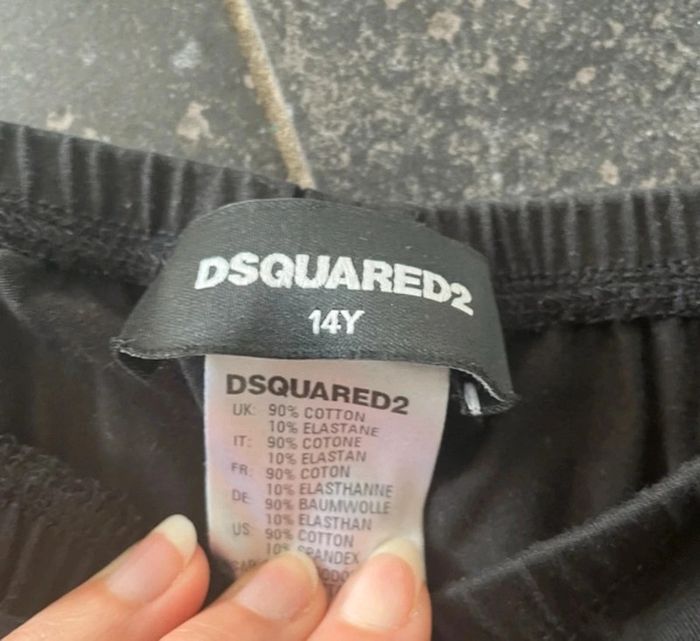 DSQUARED2
14Y
DSQUARED2
UK: 90% COTTON
10% ELASTANE
IT: 90% COTONE
10% ELASTAN
FR: 90% COTON
10% ELASTHANNE
DE: 90% BAUMWOLLE
10% ELASTHAN
US: 90% COTTON
10% SPANDEX